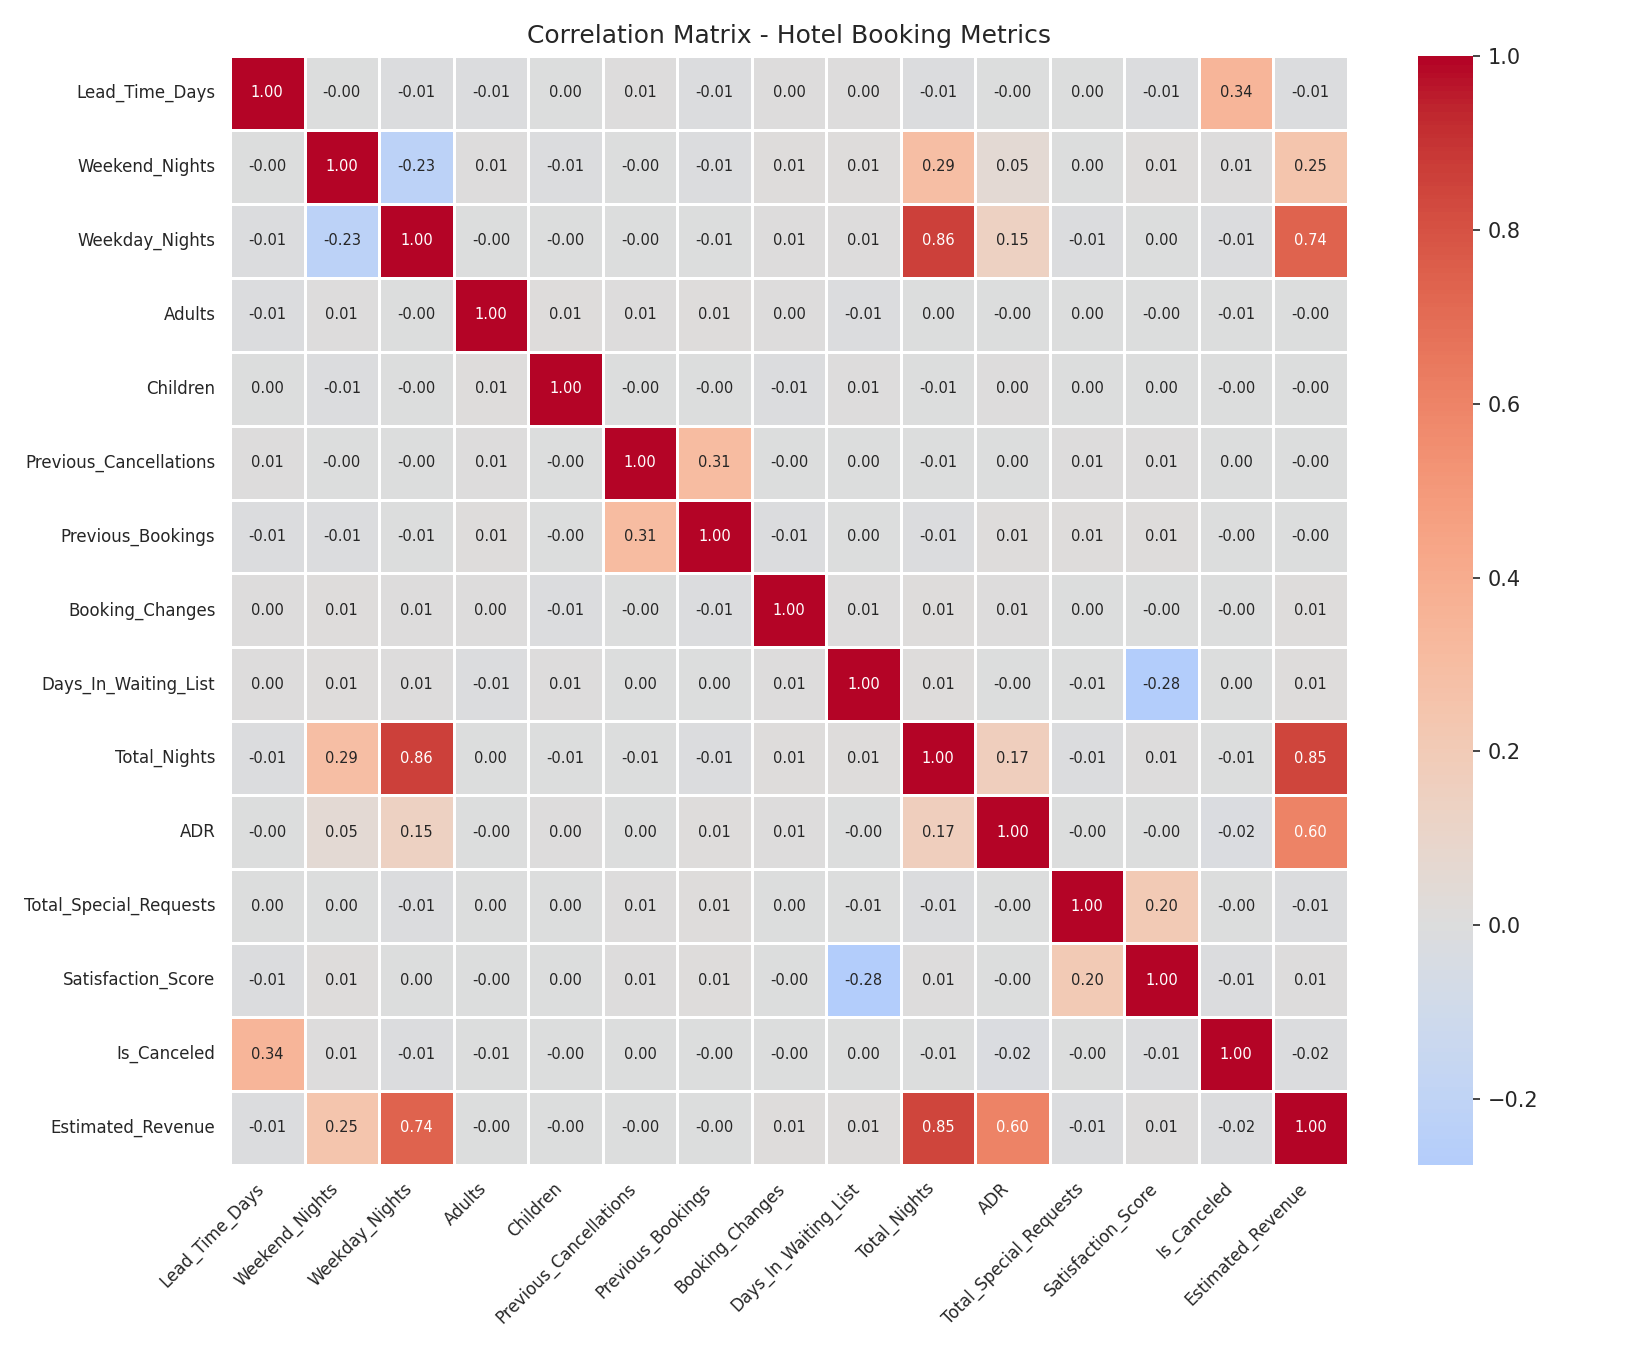 Correlation Matrix - Hotel Booking Metrics
Lead_Time_Days 1.00 -0.00 -0.01 -0.01 0.00 0.01 -0.01 0.00 0.00 -0.01 -0.00 0.00 -0.01 0.34 -0.01
Weekend_Nights -0.00 1.00 -0.23 0.01 -0.01 -0.00 -0.01 0.01 0.01 0.29 0.05 0.00 0.01 0.01 0.25
Weekday_Nights -0.01 -0.23 1.00 -0.00 -0.00 -0.00 -0.01 0.01 0.01 0.86 0.15 -0.01 0.00 -0.01 0.74
Adults -0.01 0.01 -0.00 1.00 0.01 0.01 0.01 0.00 -0.01 0.00 -0.00 0.00 -0.00 -0.01 -0.00
Children 0.00 -0.01 -0.00 0.01 1.00 -0.00 -0.00 -0.01 0.01 -0.01 0.00 0.00 0.00 -0.00 -0.00
Previous_Cancellations 0.01 -0.00 -0.00 0.01 -0.00 1.00 0.31 -0.00 0.00 -0.01 0.00 0.01 0.01 0.00 -0.00
Previous_Bookings -0.01 -0.01 -0.01 0.01 -0.00 0.31 1.00 -0.01 0.00 -0.01 0.01 0.01 0.01 -0.00 -0.00
Booking_Changes 0.00 0.01 0.01 0.00 -0.01 -0.00 -0.01 1.00 0.01 0.01 0.01 0.00 -0.00 -0.00 0.01
Days_In_Waiting_List 0.00 0.01 0.01 -0.01 0.01 0.00 0.00 0.01 1.00 0.01 -0.00 -0.01 -0.28 0.00 0.01
Total_Nights -0.01 0.29 0.86 0.00 -0.01 -0.01 -0.01 0.01 0.01 1.00 0.17 -0.01 0.01 -0.01 0.85
ADR -0.00 0.05 0.15 -0.00 0.00 0.00 0.01 0.01 -0.00 0.17 1.00 -0.00 -0.00 -0.02 0.60
Total_Special_Requests 0.00 0.00 -0.01 0.00 0.00 0.01 0.01 0.00 -0.01 -0.01 -0.00 1.00 0.20 -0.00 -0.01
Satisfaction_Score -0.01 0.01 0.00 -0.00 0.00 0.01 0.01 -0.00 -0.28 0.01 -0.00 0.20 1.00 -0.01 0.01
Is_Canceled 0.34 0.01 -0.01 -0.01 -0.00 0.00 -0.00 -0.00 0.00 -0.01 -0.02 -0.00 -0.01 1.00 -0.02
Estimated_Revenue -0.01 0.25 0.74 -0.00 -0.00 -0.00 -0.00 0.01 0.01 0.85 0.60 -0.01 0.01 -0.02 1.00
Lead_Time_Days
Weekend_Nights
Weekday_Nights
Adults
Children
Previous_Cancellations
Previous_Bookings
Booking_Changes
Days_In_Waiting_List
Total_Nights
ADR
Total_Special_Requests
Satisfaction_Score
Is_Canceled
Estimated_Revenue
1.0
0.8
0.6
0.4
0.2
0.0
−0.2